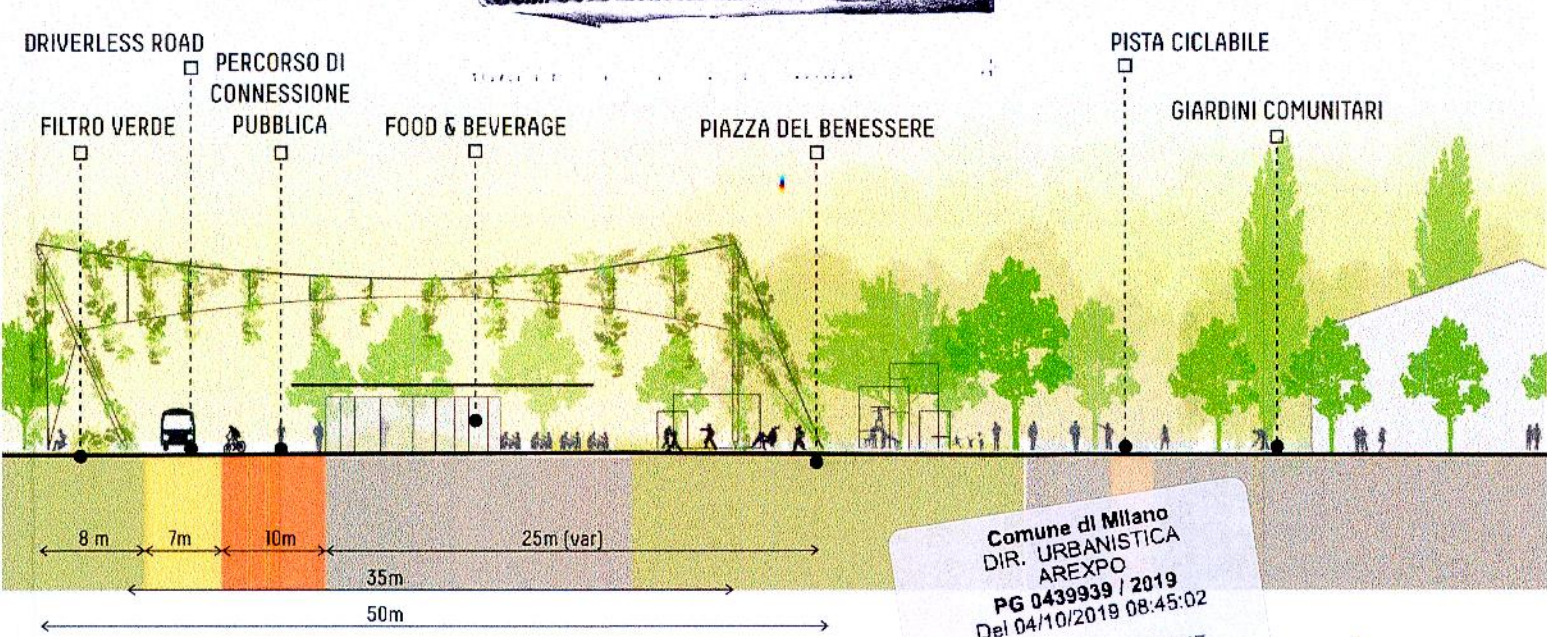 DRIVERLESS ROAD
PERCORSO DI
CONNESSIONE
PUBBLICA
FILTRO VERDE
FOOD & BEVERAGE
PIAZZA DEL BENESSERE
PISTA CICLABILE
GIARDINI COMUNITARI
8 m
7m
10m
25m (var)
35m
50m
Comune di Milano
DIR. URBANISTICA
AREXPO
PG 0439939 / 2019
Del 04/10/2019 08:45:02